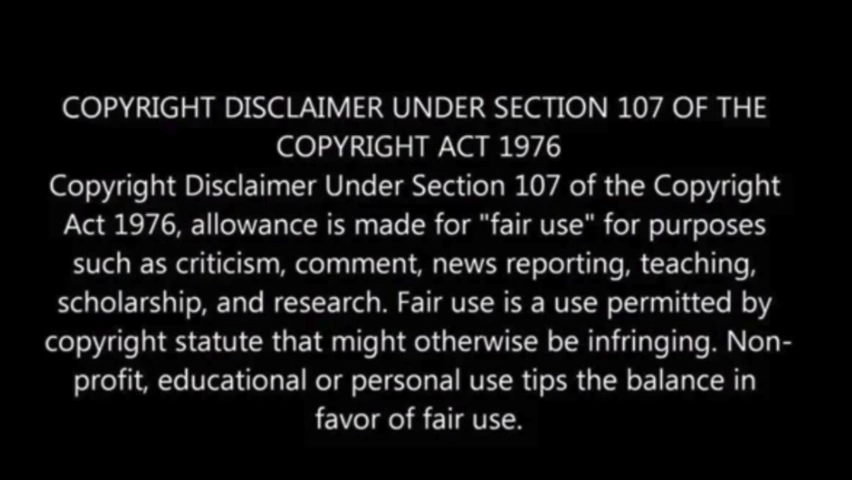 COPYRIGHT DISCLAIMER UNDER SECTION 107 OF THE
COPYRIGHT ACT 1976
Copyright Disclaimer Under Section 107 of the Copyright
Act 1976, allowance is made for "fair use" for purposes
such as criticism, comment, news reporting, teaching,
scholarship, and research. Fair use is a use permitted by
copyright statute that might otherwise be infringing. Non-
profit, educational or personal use tips the balance in
favor of fair use.